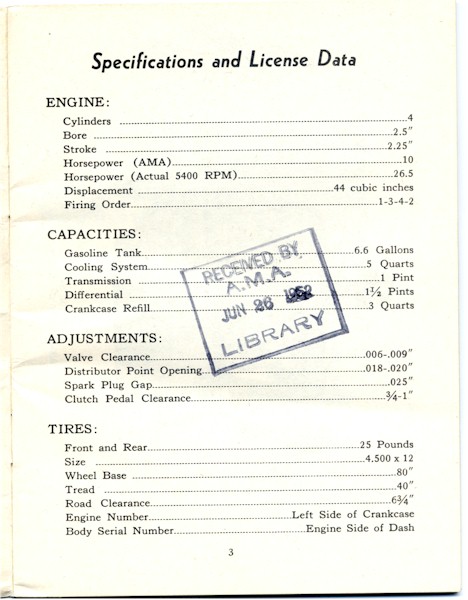 Specifications and License Data
ENGINE:
Cylinders ................4
Bore ................2.5"
Stroke ................2.25"
Horsepower (AMA)................10
Horsepower (Actual 5400 RPM)................26.5
Displacement ................44 cubic inches
Firing Order................1-3-4-2
CAPACITIES:
Gasoline Tank................6.6 Gallons
Cooling System................5 Quarts
Transmission ................1 Pint
Differential ................1½ Pints
Crankcase Refill................3 Quarts
RECEIVED BY
A.M.A.
JUN 26
LIBRARY
ADJUSTMENTS:
Valve Clearance................006-.009"
Distributor Point Opening................018-.020"
Spark Plug Gap................025"
Clutch Pedal Clearance................¾-1"
TIRES:
Front and Rear................25 Pounds
Size ................4.500 x 12
Wheel Base ................80"
Tread ................40"
Road Clearance................6¾"
Engine Number................Left Side of Crankcase
Body Serial Number................Engine Side of Dash
3